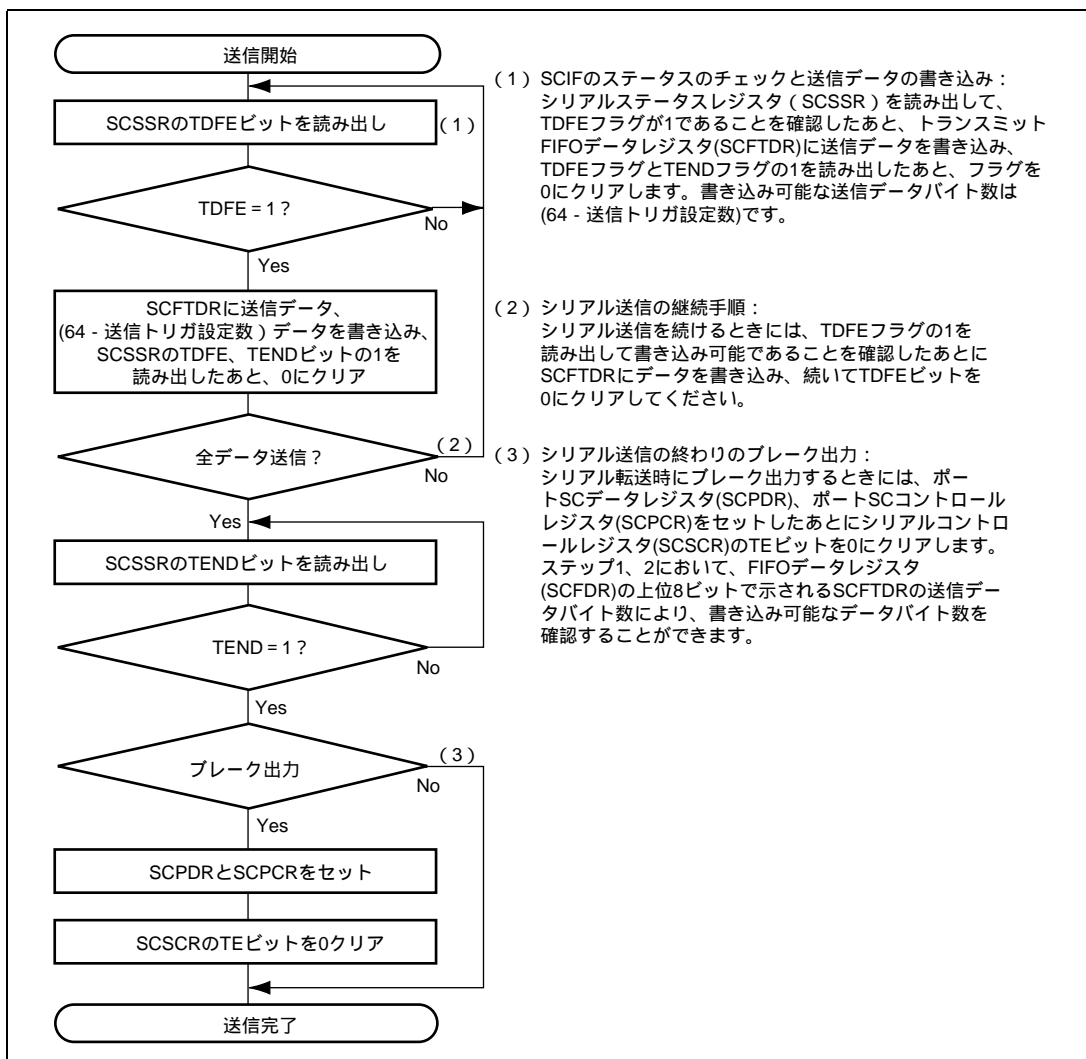 送信開始
SCSSRのTDFEビットを読み出し
(1)
TDFE = 1 ?
No
Yes
SCFTDRに送信データ、
(64 - 送信トリガ設定数)データを書き込み、
SCSSRのTDFE、TENDビットの1を
読み出したあと、0にクリア
全データ送信?
(2)
No
Yes
SCSSRのTENDビットを読み出し
TEND = 1 ?
No
Yes
ブレーク出力
(3)
No
Yes
SCPDRとSCPCRをセット
SCSCRのTEビットを0クリア
送信完了
(1) SCIFのステータスのチェックと送信データの書き込み:
シリアルステータスレジスタ(SCSSR)を読み出して、
TDFEフラグが1であることを確認したあと、トランスミット
FIFOデータレジスタ(SCFTDR)に送信データを書き込み、
TDFEフラグとTENDフラグの1を読み出したあと、フラグを
0にクリアします。書き込み可能な送信データバイト数は
(64 - 送信トリガ設定数)です。
(2) シリアル送信の継続手順:
シリアル送信を続けるときには、TDFEフラグの1を
読み出して書き込み可能であることを確認したあとに
SCFTDRにデータを書き込み、続いてTDFEビットを
0にクリアしてください。
(3) シリアル送信の終わりのブレーク出力:
シリアル転送時にブレーク出力するときには、ポー
トSCデータレジスタ(SCPDR)、ポートSCコントロール
レジスタ(SCPCR)をセットしたあとにシリアルコントロ
ールレジスタ(SCSCR)のTEビットを0にクリアします。
ステップ1、2において、FIFOデータレジスタ
(SCFDR)の上位8ビットで示されるSCFTDRの送信デー
タバイト数により、書き込み可能なデータバイト数を
確認することができます。